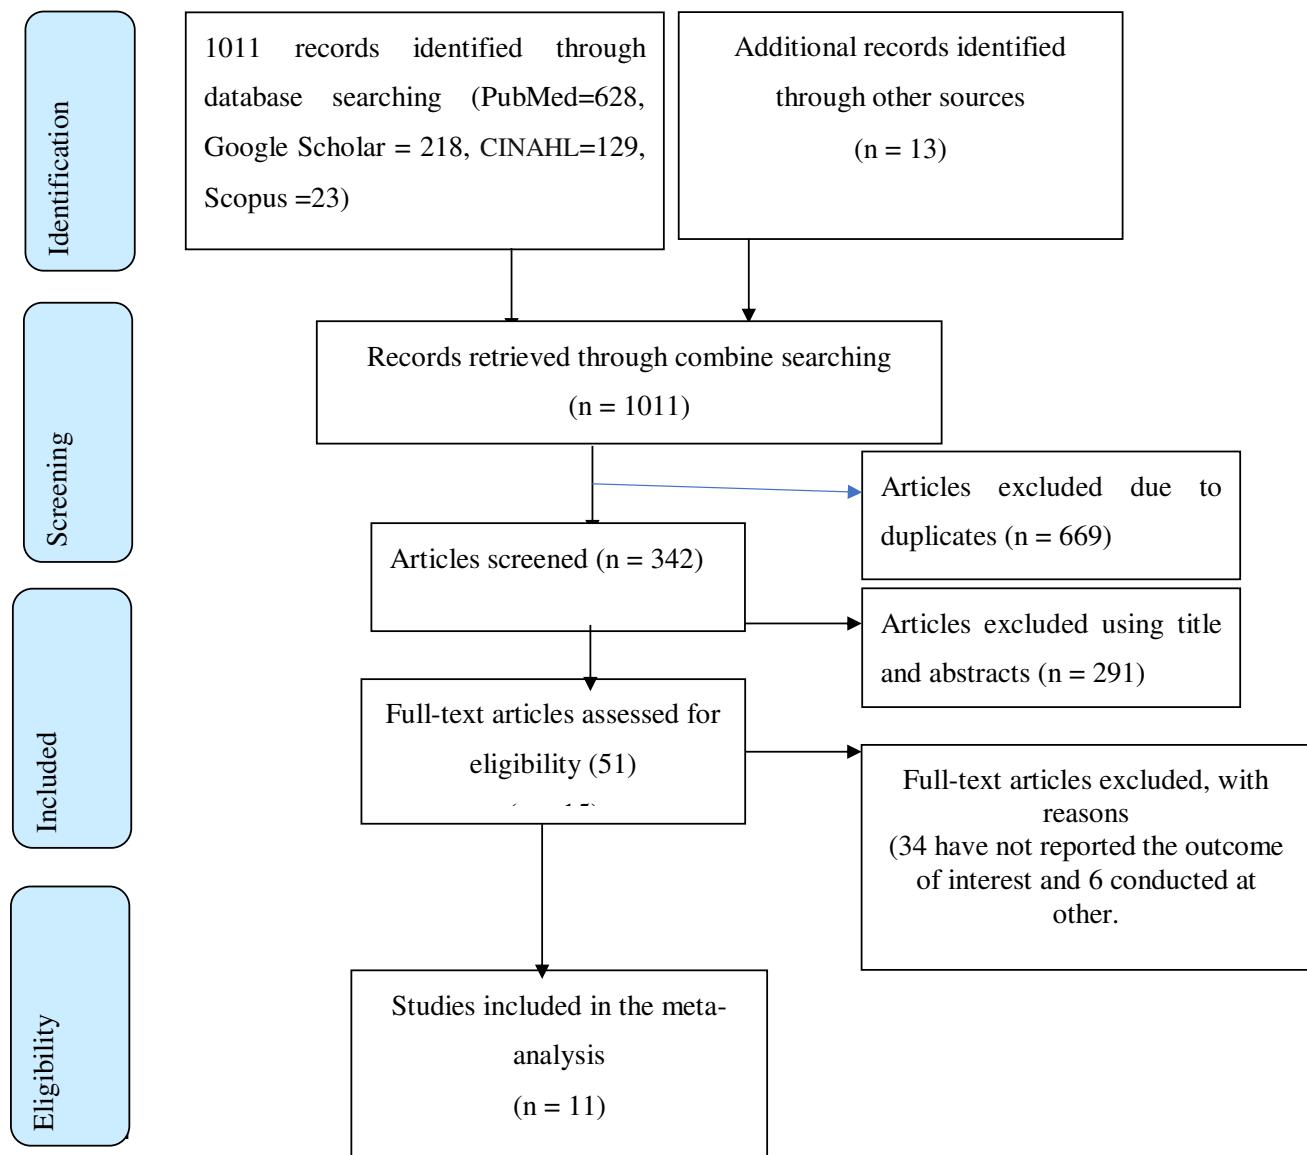 Identification
1011 records identified through
database searching (PubMed=628,
Google Scholar = 218, CINAHL=129,
Scopus =23)
Additional records identified
through other sources
(n = 13)
Screening
Records retrieved through combine searching
(n = 1011)
Articles excluded due to
duplicates (n = 669)
Articles screened (n = 342)
Articles excluded using title
and abstracts (n = 291)
Included
Full-text articles assessed for
eligibility (51)
Full-text articles excluded, with
reasons
(34 have not reported the outcome
of interest and 6 conducted at
other.
Eligibility
Studies included in the meta-
analysis
(n = 11)